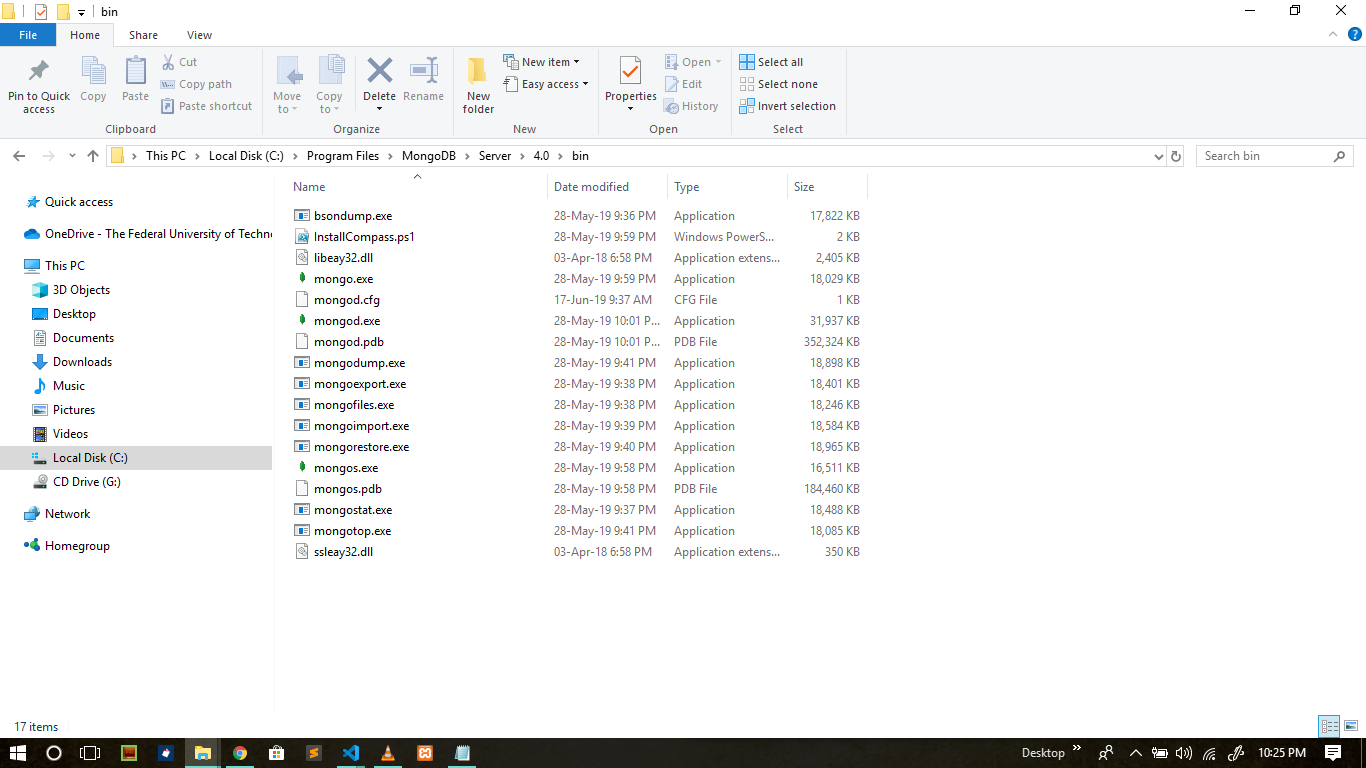 bin
File Home Share View
Pin to Quick access
Copy
Paste
Cut
Copy path
Paste shortcut
Clipboard
Move to
Copy to
Delete
Rename
Organize
New folder
New item
Easy access
New
Properties
Open
Edit
History
Open
Select all
Select none
Invert selection
Select
This PC Local Disk (C:) Program Files MongoDB Server 4.0 bin
Search bin
Quick access
OneDrive - The Federal University of Techn
This PC
3D Objects
Desktop
Documents
Downloads
Music
Pictures
Videos
Local Disk (C:)
CD Drive (G:)
Network
Homegroup
Name Date modified Type Size
bsondump.exe 28-May-19 9:36 PM Application 17,822 KB
InstallCompass.ps1 28-May-19 9:59 PM Windows PowerS... 2 KB
libeay32.dll 03-Apr-18 6:58 PM Application extens... 2,405 KB
mongo.exe 28-May-19 9:59 PM Application 18,029 KB
mongod.cfg 17-Jun-19 9:37 AM CFG File 1 KB
mongod.exe 28-May-19 10:01 P... Application 31,937 KB
mongod.pdb 28-May-19 10:01 P... PDB File 352,324 KB
mongodump.exe 28-May-19 9:41 PM Application 18,898 KB
mongoexport.exe 28-May-19 9:38 PM Application 18,401 KB
mongofiles.exe 28-May-19 9:38 PM Application 18,246 KB
mongoimport.exe 28-May-19 9:39 PM Application 18,584 KB
mongorestore.exe 28-May-19 9:40 PM Application 18,965 KB
mongos.exe 28-May-19 9:58 PM Application 16,511 KB
mongos.pdb 28-May-19 9:58 PM PDB File 184,460 KB
mongostat.exe 28-May-19 9:37 PM Application 18,488 KB
mongotop.exe 28-May-19 9:41 PM Application 18,085 KB
ssleay32.dll 03-Apr-18 6:58 PM Application extens... 350 KB
17 items
Desktop 10:25 PM